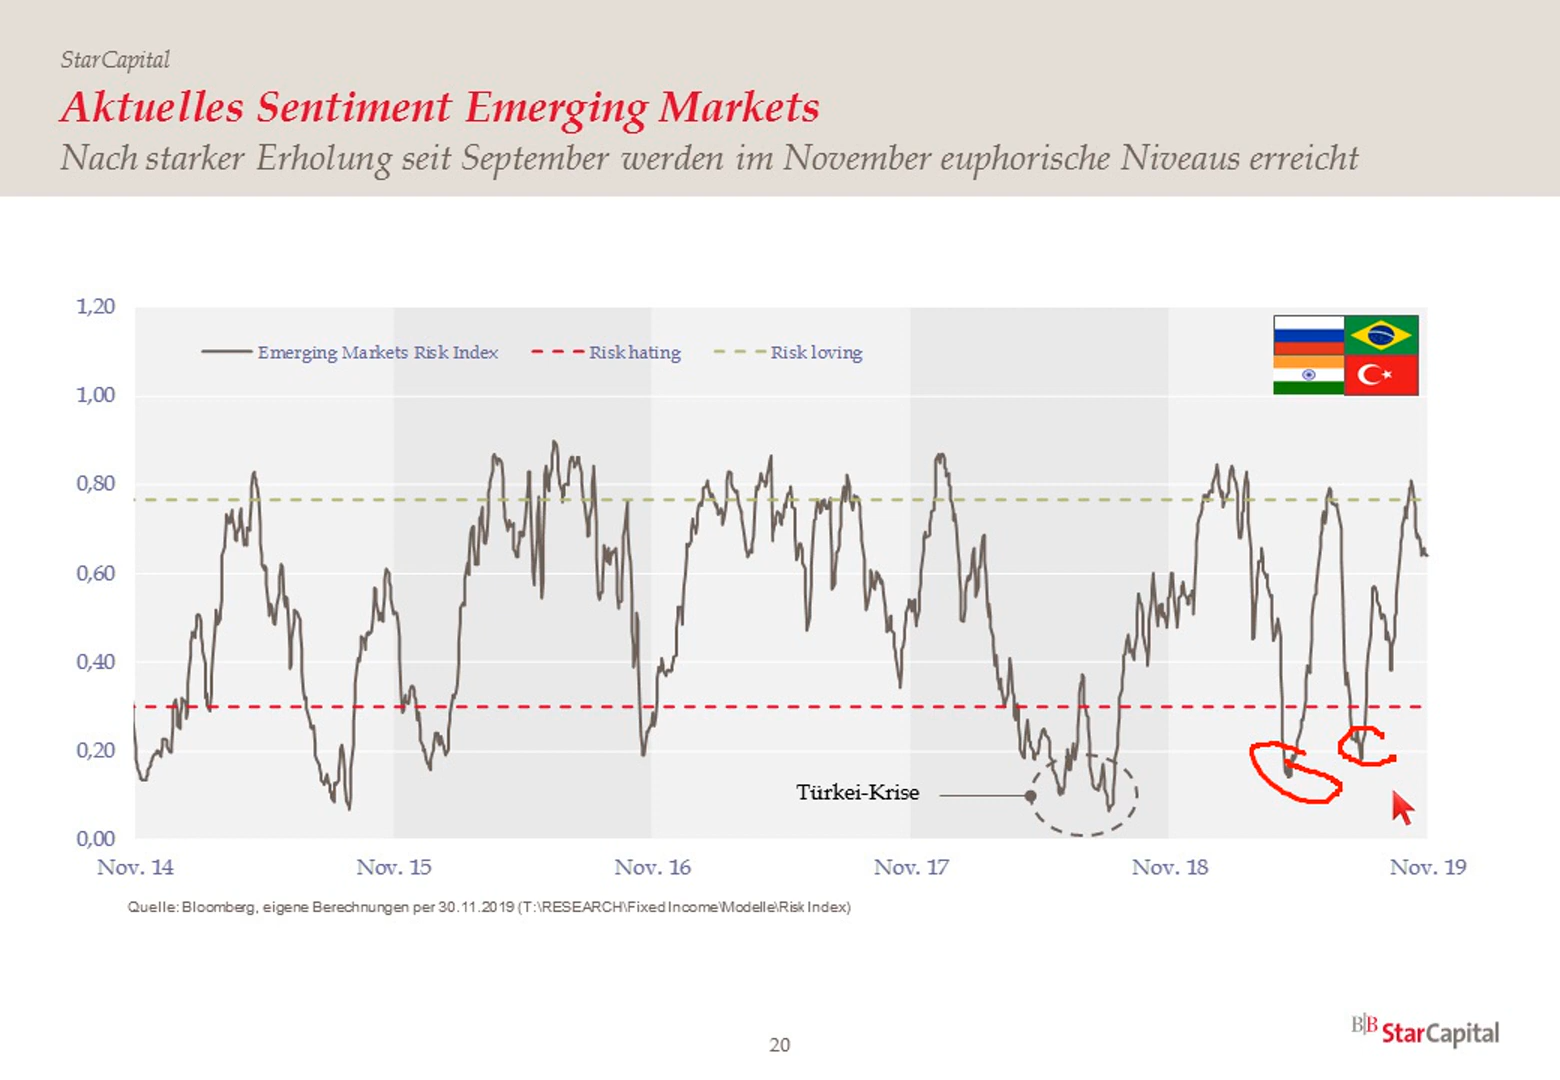 StarCapital
Aktuelles Sentiment Emerging Markets
Nach starker Erholung seit September werden im November euphorische Niveaus erreicht
1,20
Emerging Markets Risk Index Risk hating Risk loving
1,00
0,80
0,60
0,40
0,20
Türkei-Krise
0,00
Nov. 14 Nov. 15 Nov. 16 Nov. 17 Nov. 18 Nov. 19
Quelle: Bloomberg, eigene Berechnungen per 30.11.2019 (T:\RESEARCH\Fixed Income\Modelle\Risk Index)
B|B StarCapital
20